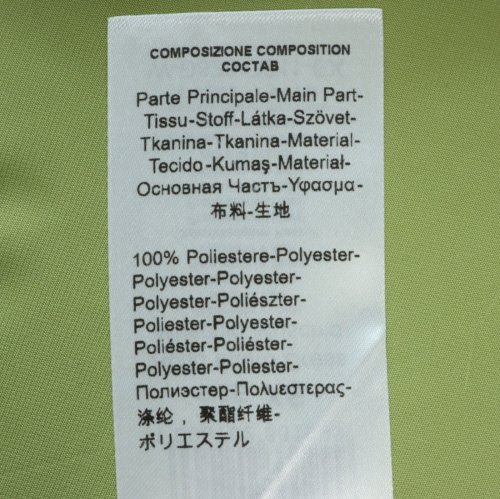 COMPOSIZIONE COMPOSITION
СОСТАВ
Parte Principale-Main Part-
Tissu-Stoff-Látka-Szövet-
Tkanina-Tkanina-Material-
Tecido-Kumaş-Materiał-
Основная Часть-Υφασμα-
布料-生地
100% Poliestere-Polyester-
Polyester-Polyester-
Polyester-Poliészter-
Poliester-Polyester-
Poliéster-Poliéster-
Polyester-Poliester-
Полиэстер-Πολυεστερας-
涤纶，聚酯纤维-
ポリエステル